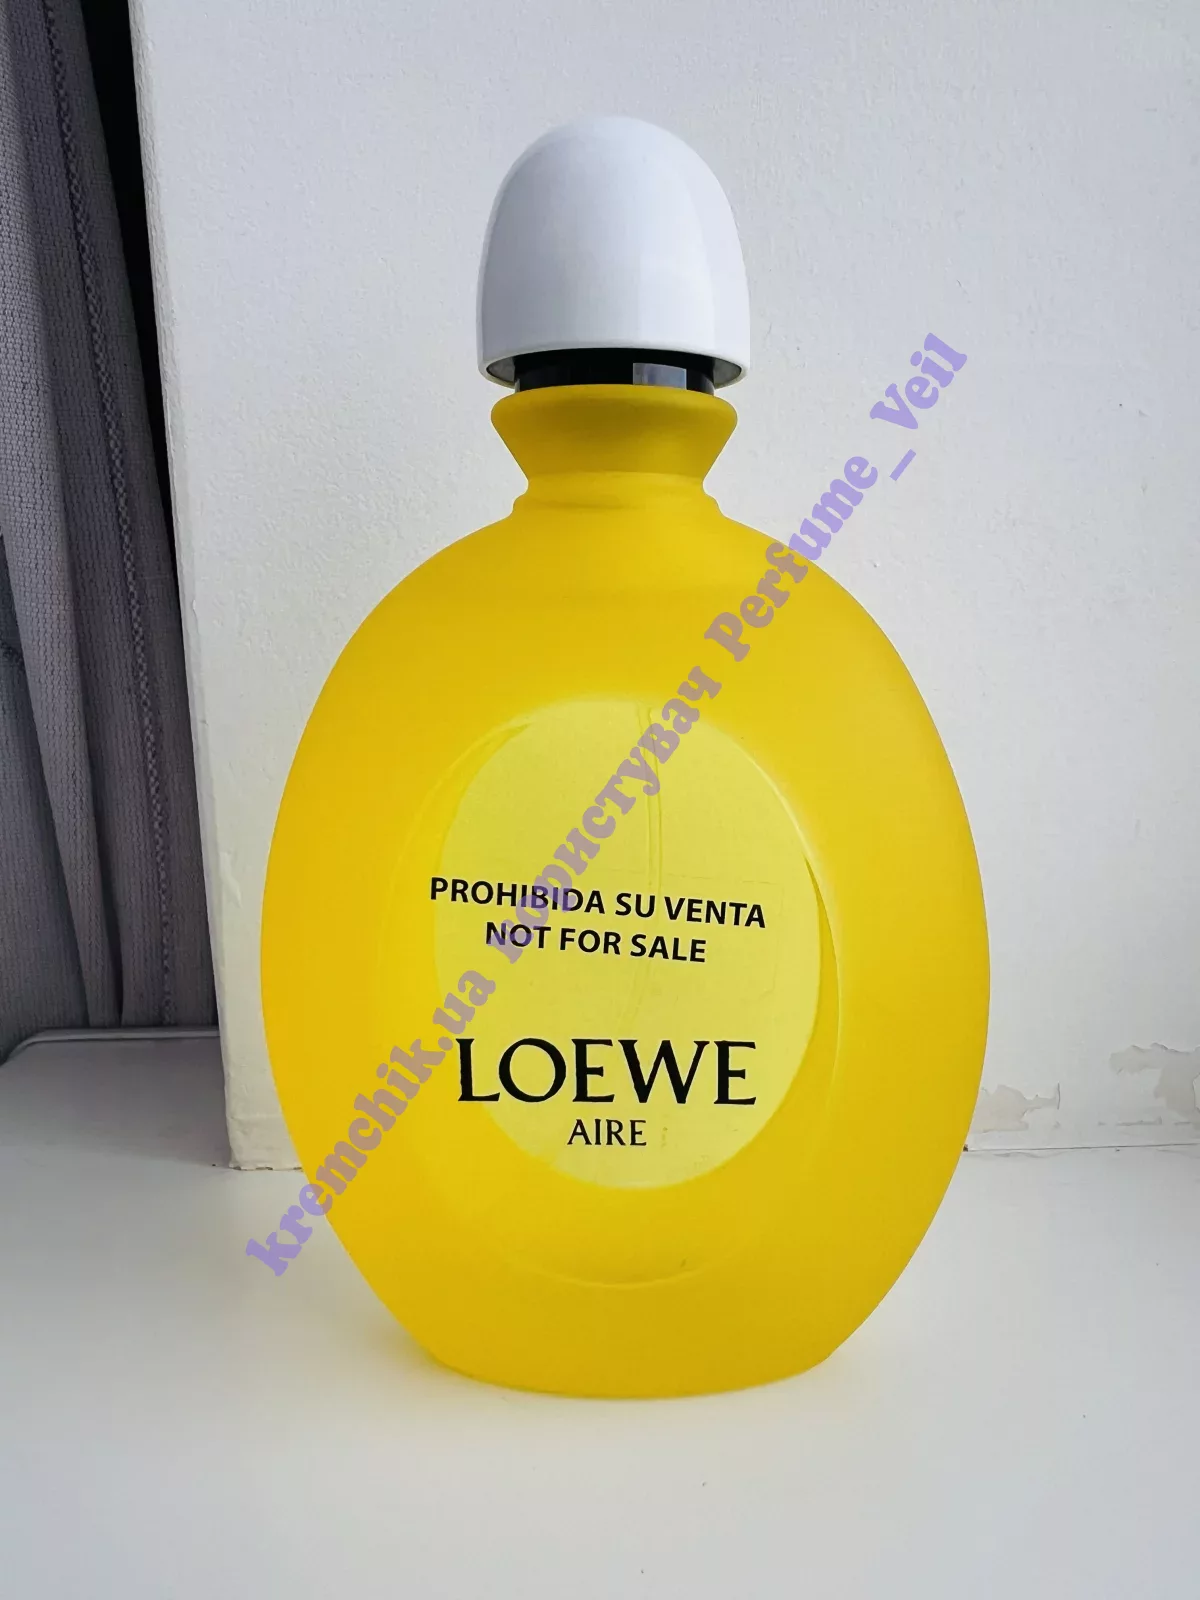 PROHIBIDA SU VENTA
NOT FOR SALE
LOEWE
AIRE
kremchik.ua користувач Perfume_Veil